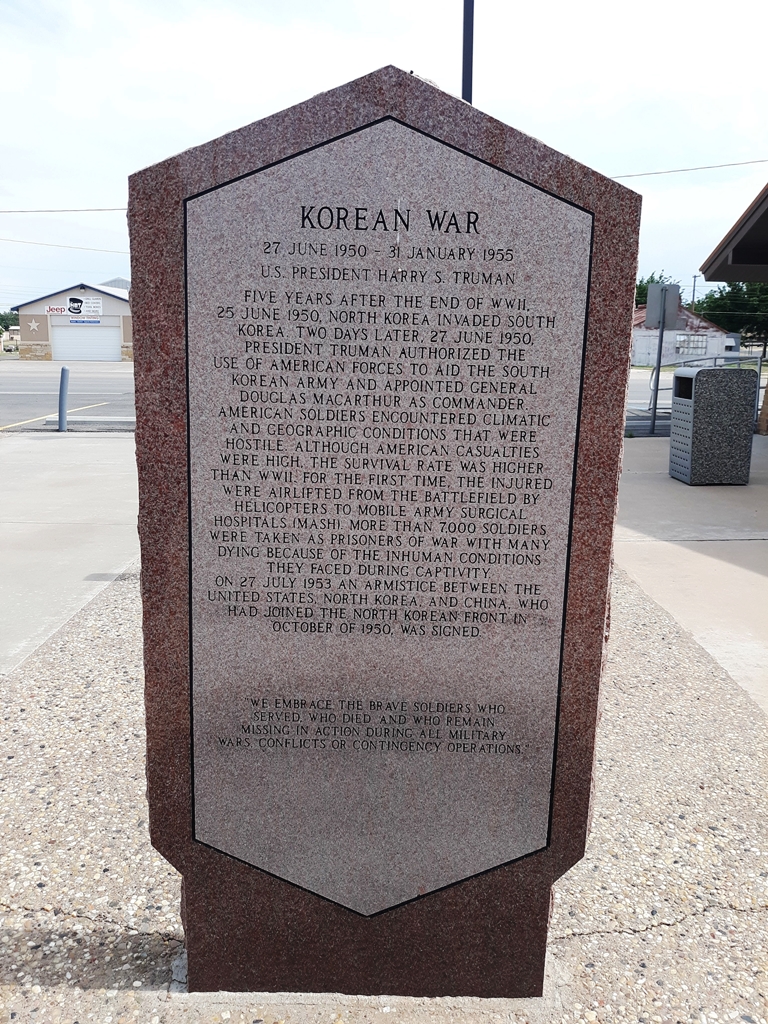 KOREAN WAR
27 JUNE 1950 - 31 JANUARY 1955
U.S. PRESIDENT HARRY S. TRUMAN
FIVE YEARS AFTER THE END OF WWII,
25 JUNE 1950, NORTH KOREA INVADED SOUTH
KOREA. TWO DAYS LATER, 27 JUNE 1950,
PRESIDENT TRUMAN AUTHORIZED THE
USE OF AMERICAN FORCES TO AID THE SOUTH
KOREAN ARMY AND APPOINTED GENERAL
DOUGLAS MACARTHUR AS COMMANDER.
AMERICAN SOLDIERS ENCOUNTERED CLIMATIC
AND GEOGRAPHIC CONDITIONS THAT WERE
HOSTILE. ALTHOUGH AMERICAN CASUALTIES
WERE HIGH, THE SURVIVAL RATE WAS HIGHER
THAN WWII. FOR THE FIRST TIME, THE INJURED
WERE AIRLIFTED FROM THE BATTLEFIELD BY
HELICOPTERS TO MOBILE ARMY SURGICAL
HOSPITALS (MASH). MORE THAN 7,000 SOLDIERS
WERE TAKEN AS PRISONERS OF WAR WITH MANY
DYING BECAUSE OF THE INHUMAN CONDITIONS
THEY FACED DURING CAPTIVITY.
ON 27 JULY 1953 AN ARMISTICE BETWEEN THE
UNITED STATES, NORTH KOREA, AND CHINA, WHO
HAD JOINED THE NORTH KOREAN FRONT IN
OCTOBER OF 1950, WAS SIGNED.
"WE EMBRACE THE BRAVE SOLDIERS WHO
SERVED, WHO DIED, AND WHO REMAIN
MISSING IN ACTION DURING ALL MILITARY
WARS, CONFLICTS OR CONTINGENCY OPERATIONS."
Jeep